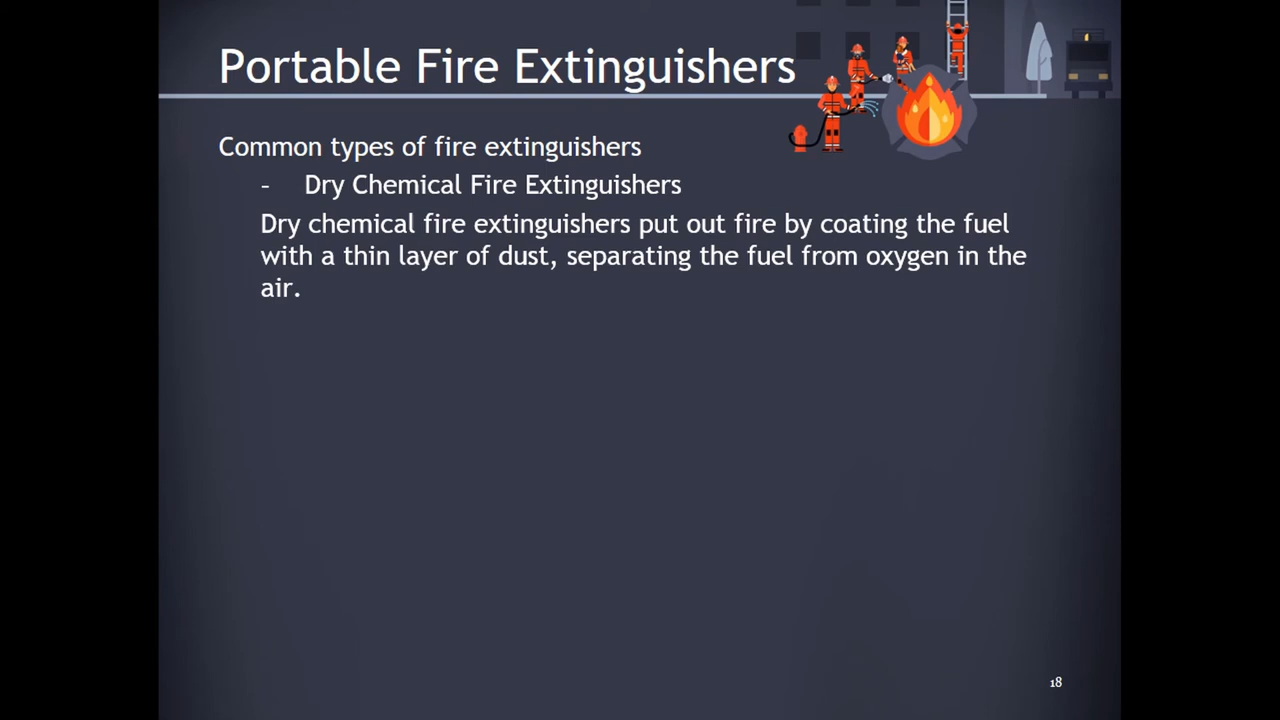 Portable Fire Extinguishers
Common types of fire extinguishers
- Dry Chemical Fire Extinguishers
Dry chemical fire extinguishers put out fire by coating the fuel
with a thin layer of dust, separating the fuel from oxygen in the
air.
18